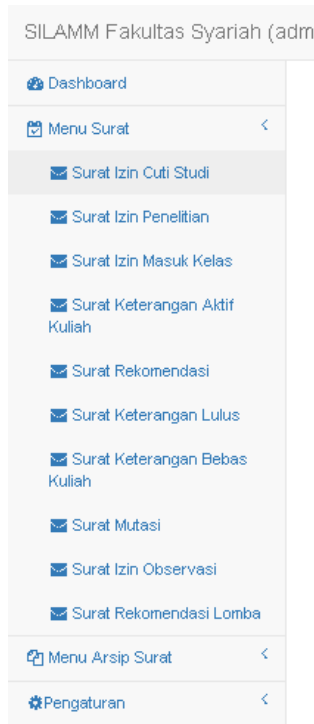 SILAMM Fakultas Syariah (adm
Dashboard
Menu Surat
Surat Izin Cuti Studi
Surat Izin Penelitian
Surat Izin Masuk Kelas
Surat Keterangan Aktif
Kuliah
Surat Rekomendasi
Surat Keterangan Lulus
Surat Keterangan Bebas
Kuliah
Surat Mutasi
Surat Izin Observasi
Surat Rekomendasi Lomba
Menu Arsip Surat
Pengaturan